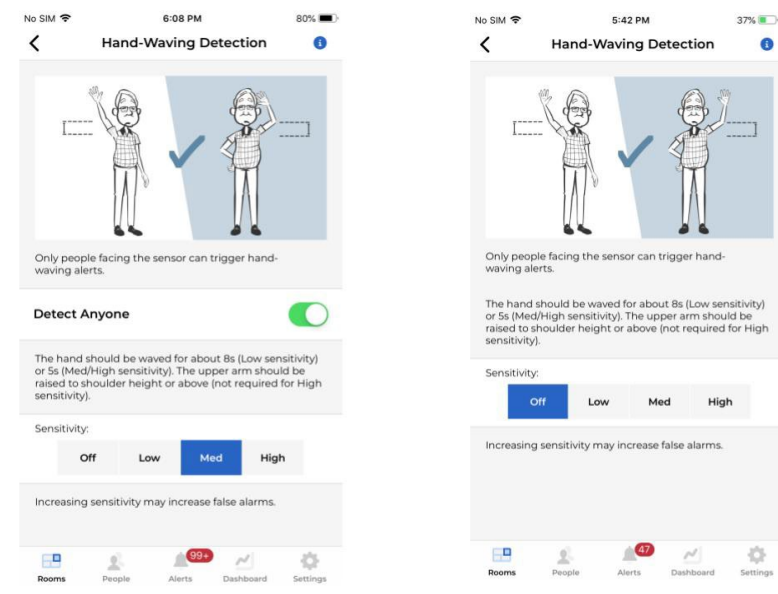 No SIM 6:08 PM 80%
Hand-Waving Detection
Only people facing the sensor can trigger hand-
waving alerts.
Detect Anyone
The hand should be waved for about 8s (Low sensitivity)
or 5s (Med/High sensitivity). The upper arm should be
raised to shoulder height or above (not required for High
sensitivity).
Sensitivity:
Off Low Med High
Increasing sensitivity may increase false alarms.
99+
Rooms People Alerts Dashboard Settings
No SIM 5:42 PM 37%
Hand-Waving Detection
Only people facing the sensor can trigger hand-
waving alerts.
The hand should be waved for about 8s (Low sensitivity)
or 5s (Med/High sensitivity). The upper arm should be
raised to shoulder height or above (not required for High
sensitivity).
Sensitivity:
Off Low Med High
Increasing sensitivity may increase false alarms.
47
Rooms People Alerts Dashboard Settings